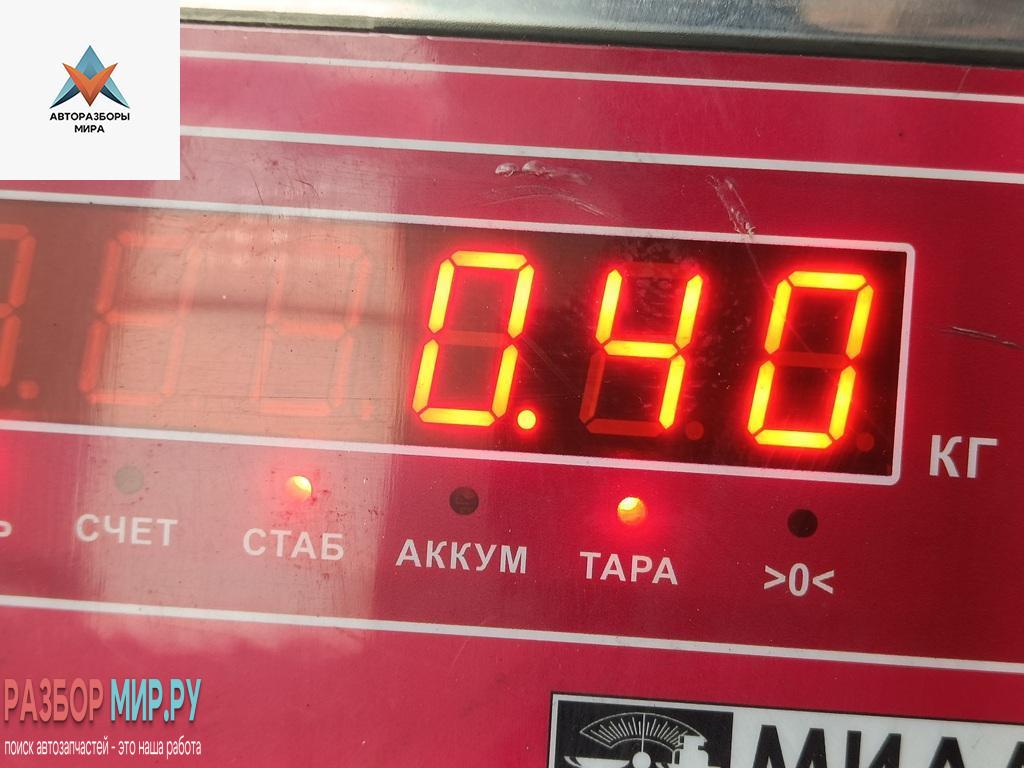 АВТОРАЗБОРЫ
МИРА
0.40
КГ
СЧЕТ
СТАБ
АККУМ
ТАРА
>0<
РАЗБОР МИР.РУ
поиск автозапчастей - это наша работа